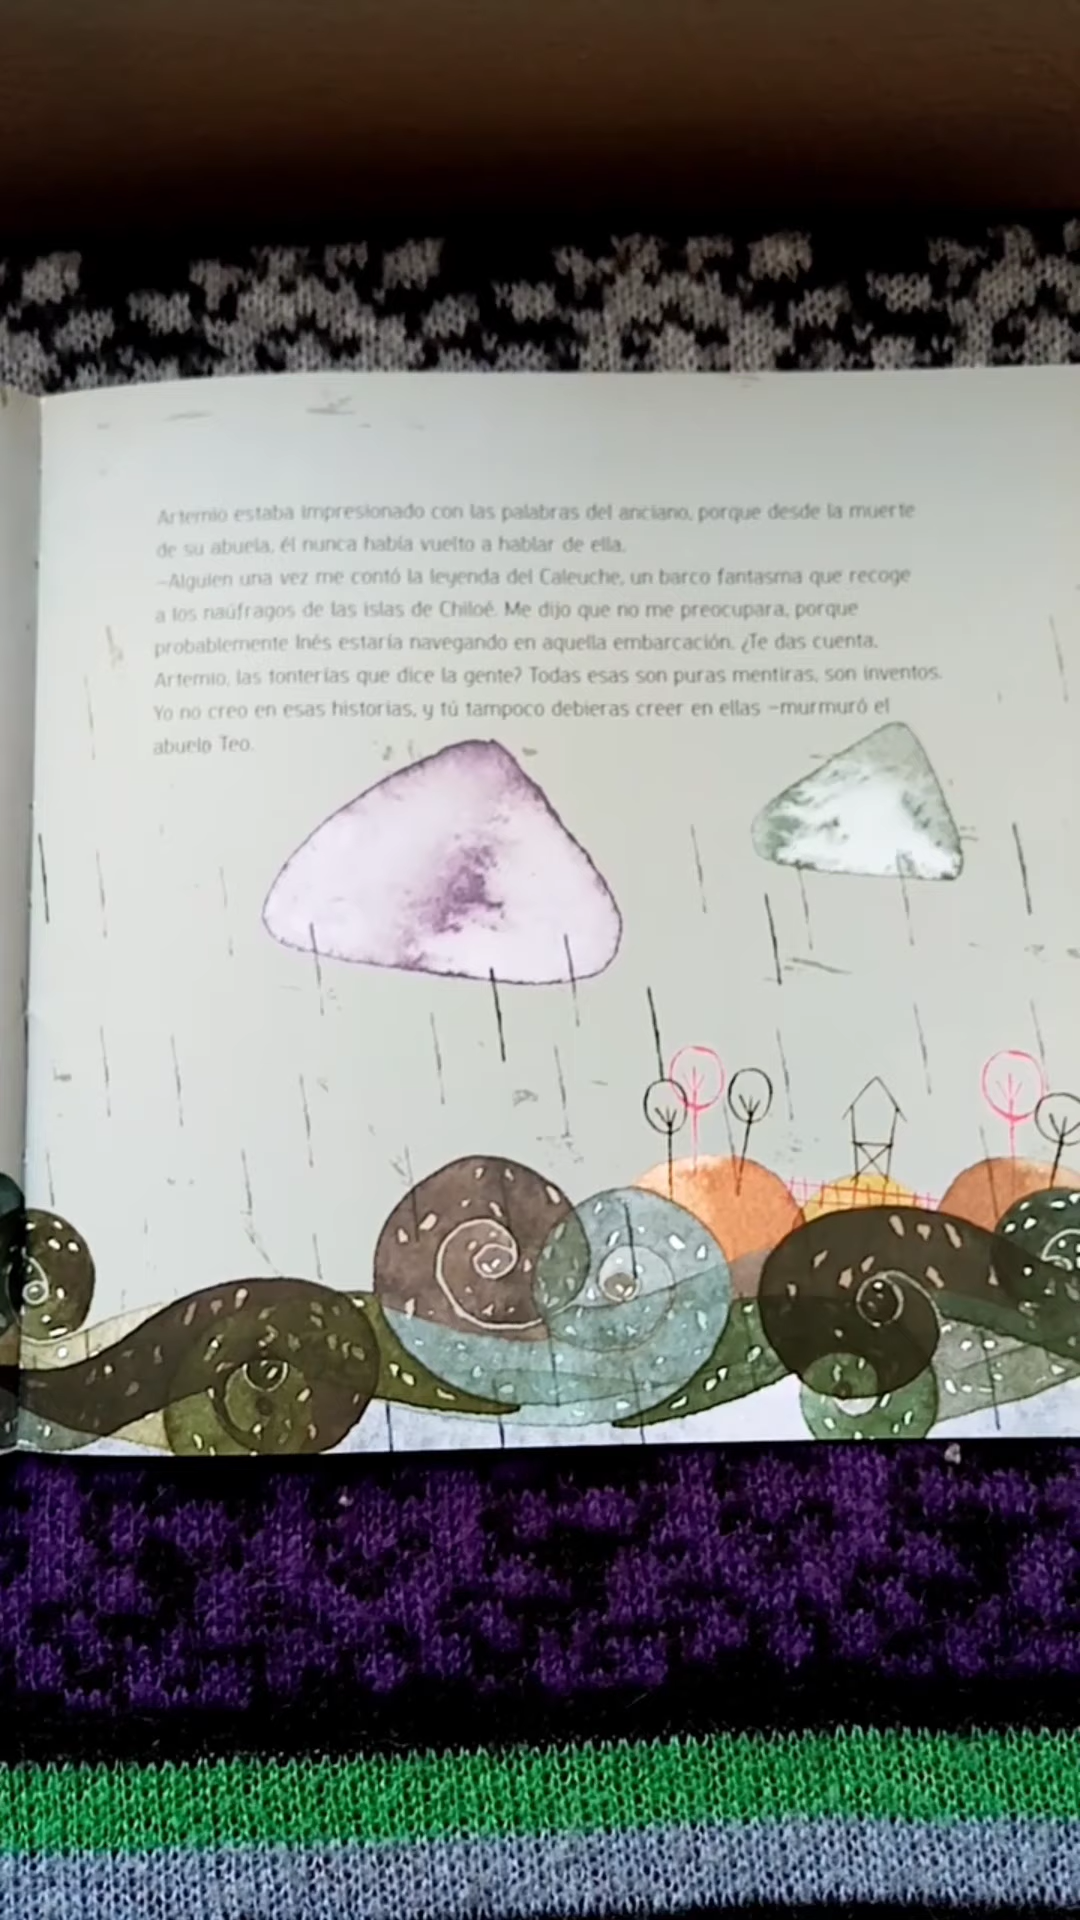 Artemio estaba impresionado con las palabras del anciano, porque desde la muerte
de su abuela, él nunca había vuelto a hablar de ella.
–Alguien una vez me contó la leyenda del Caleuche, un barco fantasma que recoge
a los naúfragos de las islas de Chiloé. Me dijo que no me preocupara, porque
probablemente Inés estaría navegando en aquella embarcación. ¿Te das cuenta,
Artemio, las tonterías que dice la gente? Todas esas son puras mentiras, son inventos.
Yo no creo en esas historias, y tú tampoco debieras creer en ellas –murmuró el
abuelo Teo.